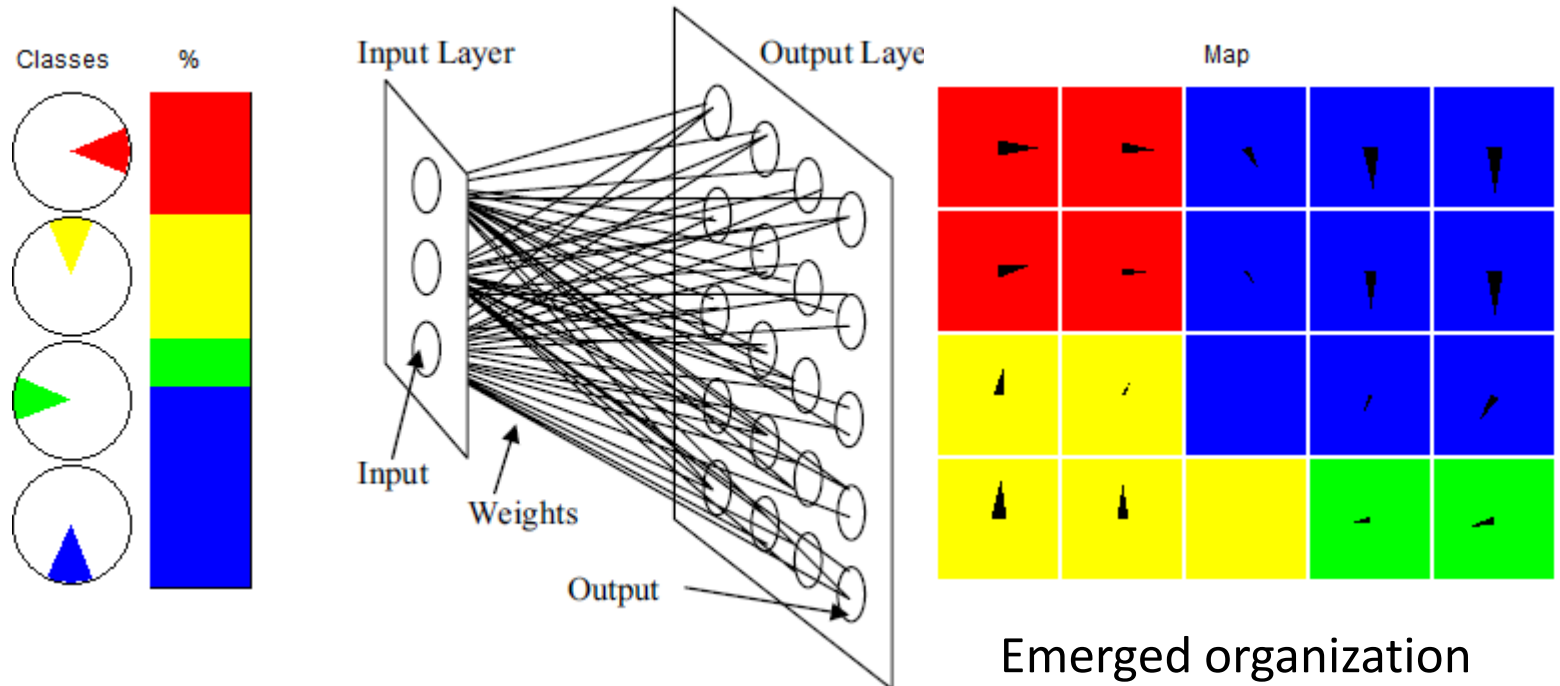 Classes
%
Input Layer
Output Laye
Map
Input
Weights
Output
Emerged organization